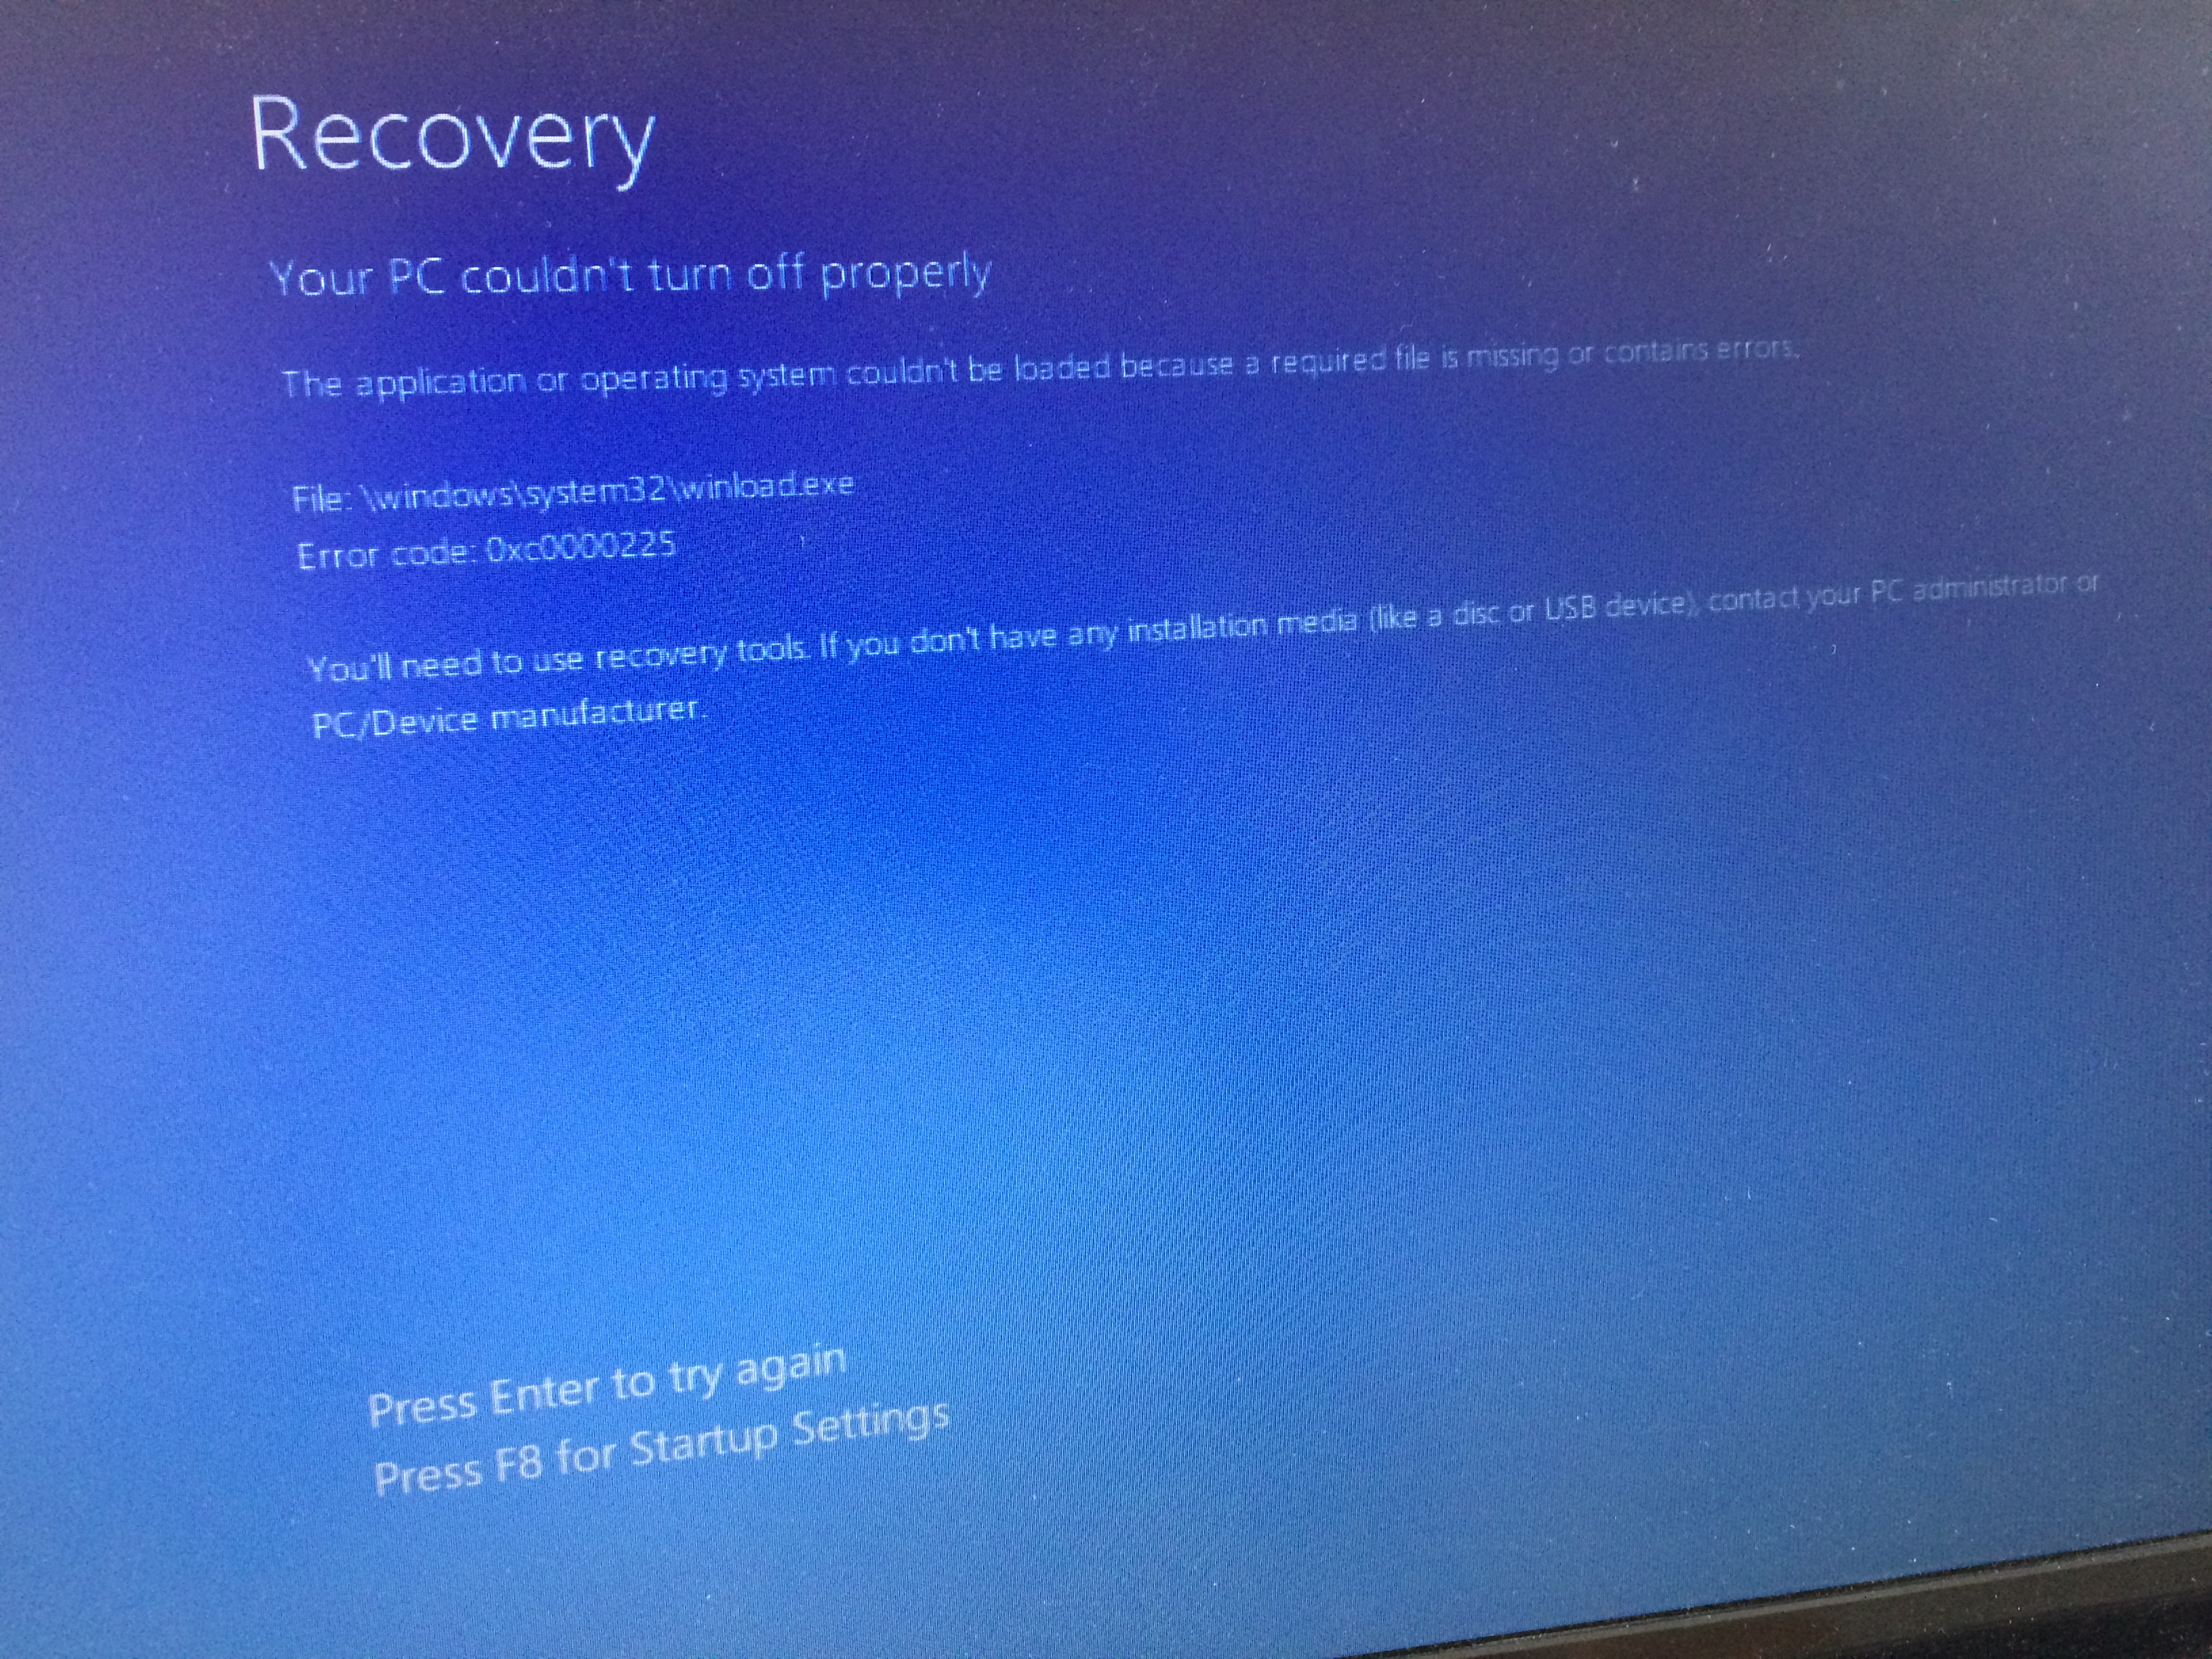 Recovery
Your PC couldn't turn off properly
The application or operating system couldn't be loaded because a required file is missing or contains errors.
File: \windows\system32\winload.exe
Error code: 0xc0000225
You'll need to use recovery tools. If you don't have any installation media (like a disc or USB device), contact your PC administrator or
PC/Device manufacturer.
Press Enter to try again
Press F8 for Startup Settings